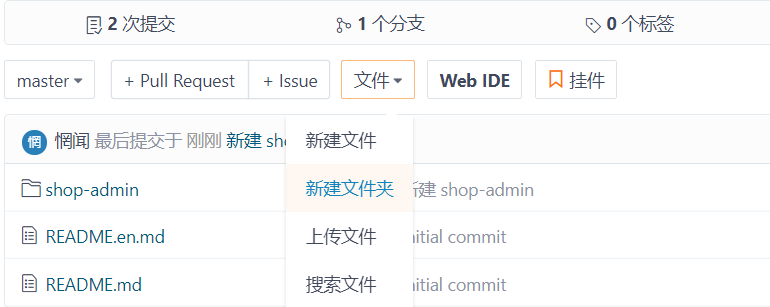 2 次提交 1 个分支 0 个标签
master + Pull Request + Issue 文件 Web IDE 挂件
惘 惘闻 最后提交于 刚刚 新建 sho
新建文件
shop-admin 新建文件夹 新建 shop-admin
README.en.md 上传文件 nitial commit
README.md 搜索文件 nitial commit